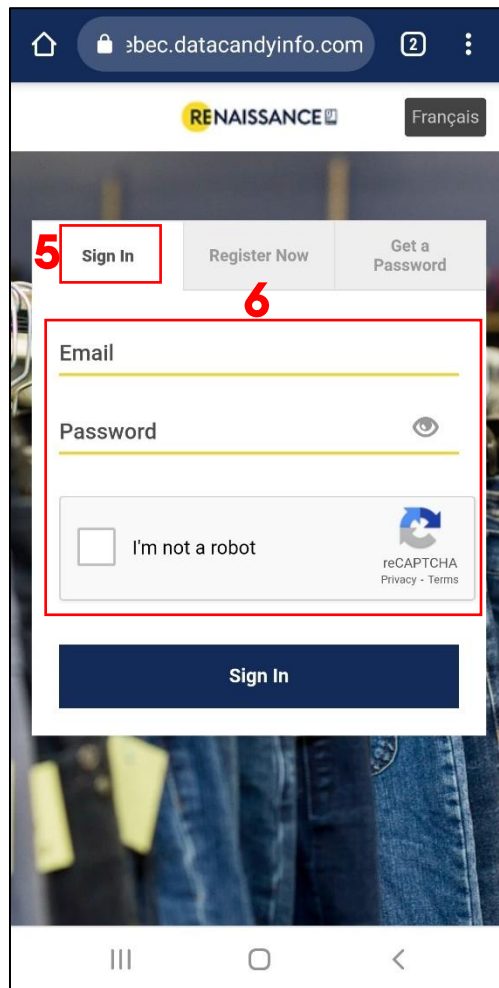 ebec.datacandyinfo.com
2
RENAISSANCE
Français
5
Sign In
Register Now
Get a
Password
6
Email
Password
I'm not a robot
reCAPTCHA
Privacy - Terms
Sign In